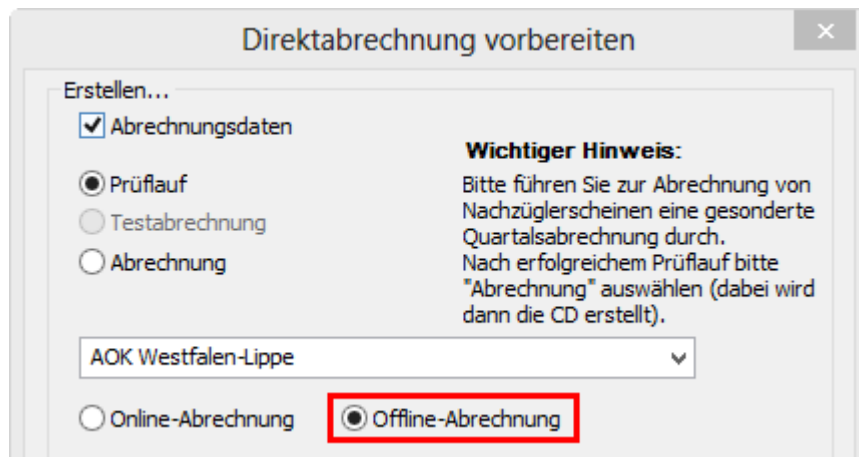 Direktabrechnung vorbereiten
Erstellen...
Abrechnungsdaten
Prüflauf
Testabrechnung
Abrechnung
Wichtiger Hinweis:
Bitte führen Sie zur Abrechnung von
Nachzüglerscheinen eine gesonderte
Quartalsabrechnung durch.
Nach erfolgreichem Prüflauf bitte
"Abrechnung" auswählen (dabei wird
dann die CD erstellt).
AOK Westfalen-Lippe
Online-Abrechnung Offline-Abrechnung